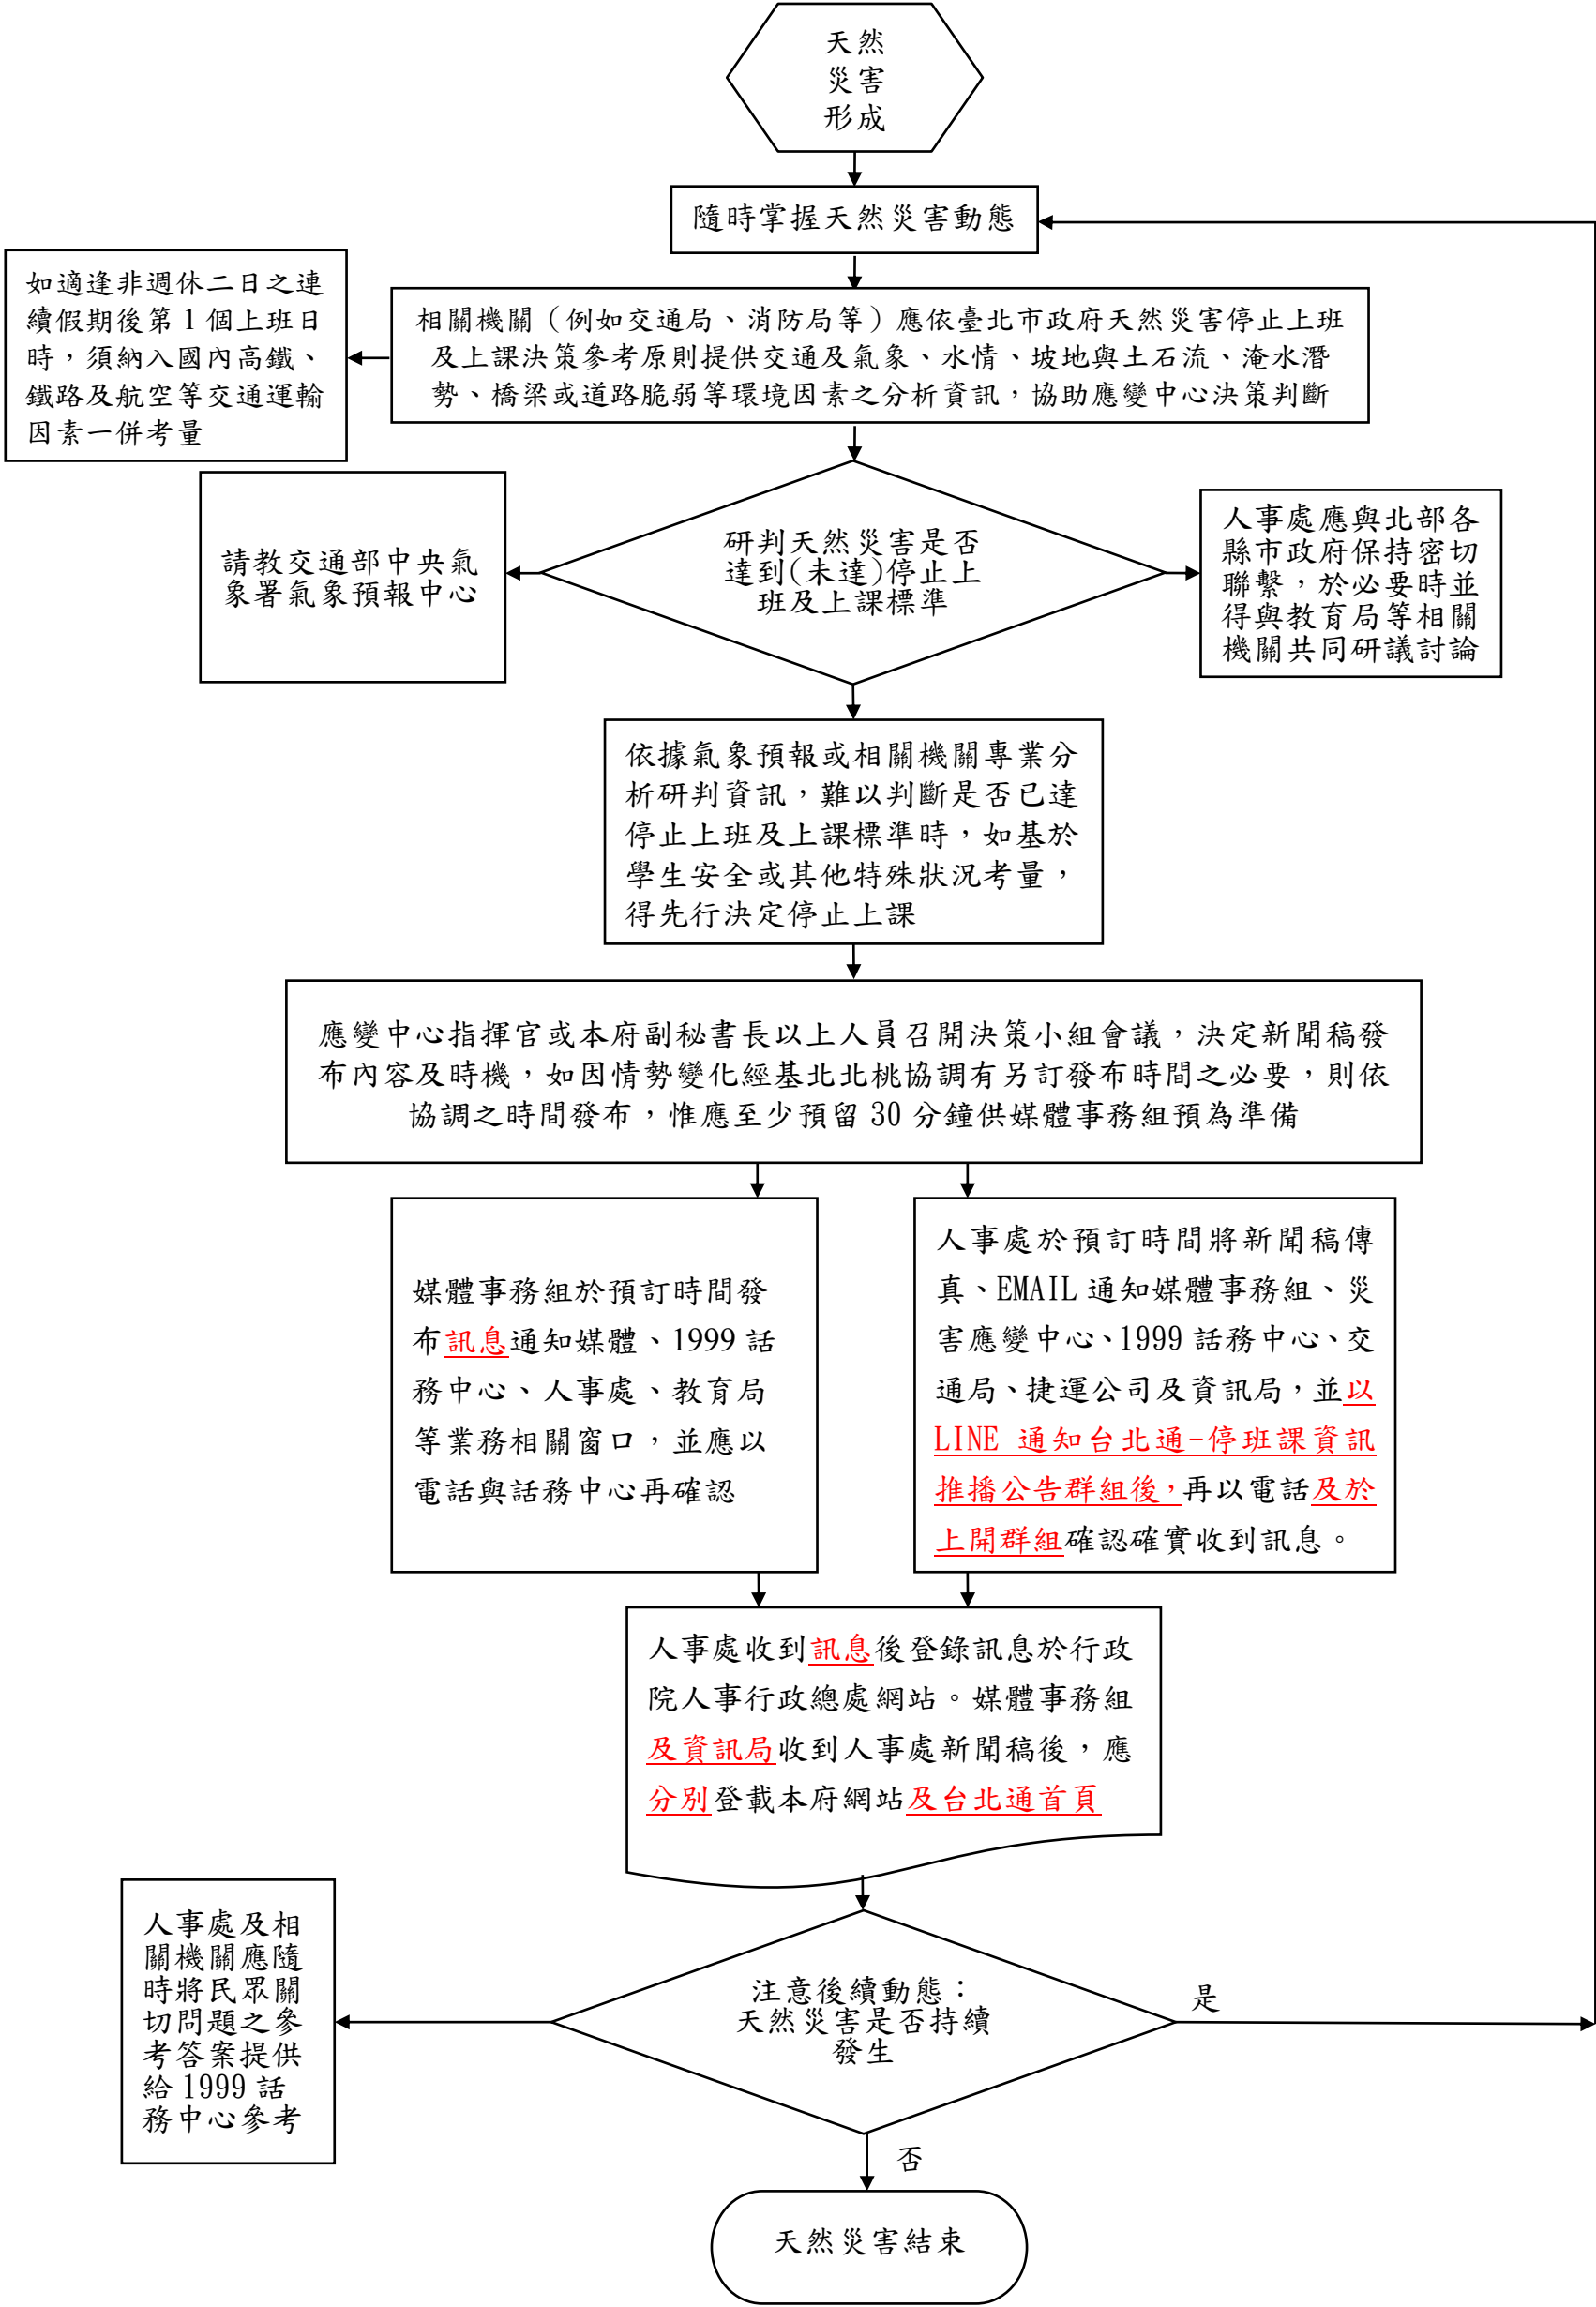 天然
災害
形成
隨時掌握天然災害動態
如適逢非週休二日之連
續假期後第1個上班日
時，須納入國內高鐵、
鐵路及航空等交通運輸
因素一併考量
相關機關（例如交通局、消防局等）應依臺北市政府天然災害停止上班
及上課決策參考原則提供交通及氣象、水情、坡地與土石流、淹水潛
勢、橋梁或道路脆弱等環境因素之分析資訊，協助應變中心決策判斷
研判天然災害是否
達到(未達)停止上
班及上課標準
請教交通部中央氣
象署氣象預報中心
人事處應與北部各
縣市政府保持密切
聯繫，於必要時並
得與教育局等相關
機關共同研議討論
依據氣象預報或相關機關專業分
析研判資訊，難以判斷是否已達
停止上班及上課標準時，如基於
學生安全或其他特殊狀況考量，
得先行決定停止上課
應變中心指揮官或本府副秘書長以上人員召開決策小組會議，決定新聞稿發
布內容及時機，如因情勢變化經基北北桃協調有另訂發布時間之必要，則依
協調之時間發布，惟應至少預留 30 分鐘供媒體事務組預為準備
媒體事務組於預訂時間發
布訊息通知媒體、1999 話
務中心、人事處、教育局
等業務相關窗口，並應以
電話與話務中心再確認
人事處於預訂時間將新聞稿傳
真、EMAIL 通知媒體事務組、災
害應變中心、1999 話務中心、交
通局、捷運公司及資訊局，並以
LINE 通知台北通-停班課資訊
推播公告群組後，再以電話及於
上開群組確認確實收到訊息。
人事處收到訊息後登錄訊息於行政
院人事行政總處網站。媒體事務組
及資訊局收到人事處新聞稿後，應
分別登載本府網站及台北通首頁
人事處及相
關機關應隨
時將民眾關
切問題之參
考答案提供
給 1999 話
務中心參考
注意後續動態：
天然災害是否持續
發生
是
否
天然災害結束